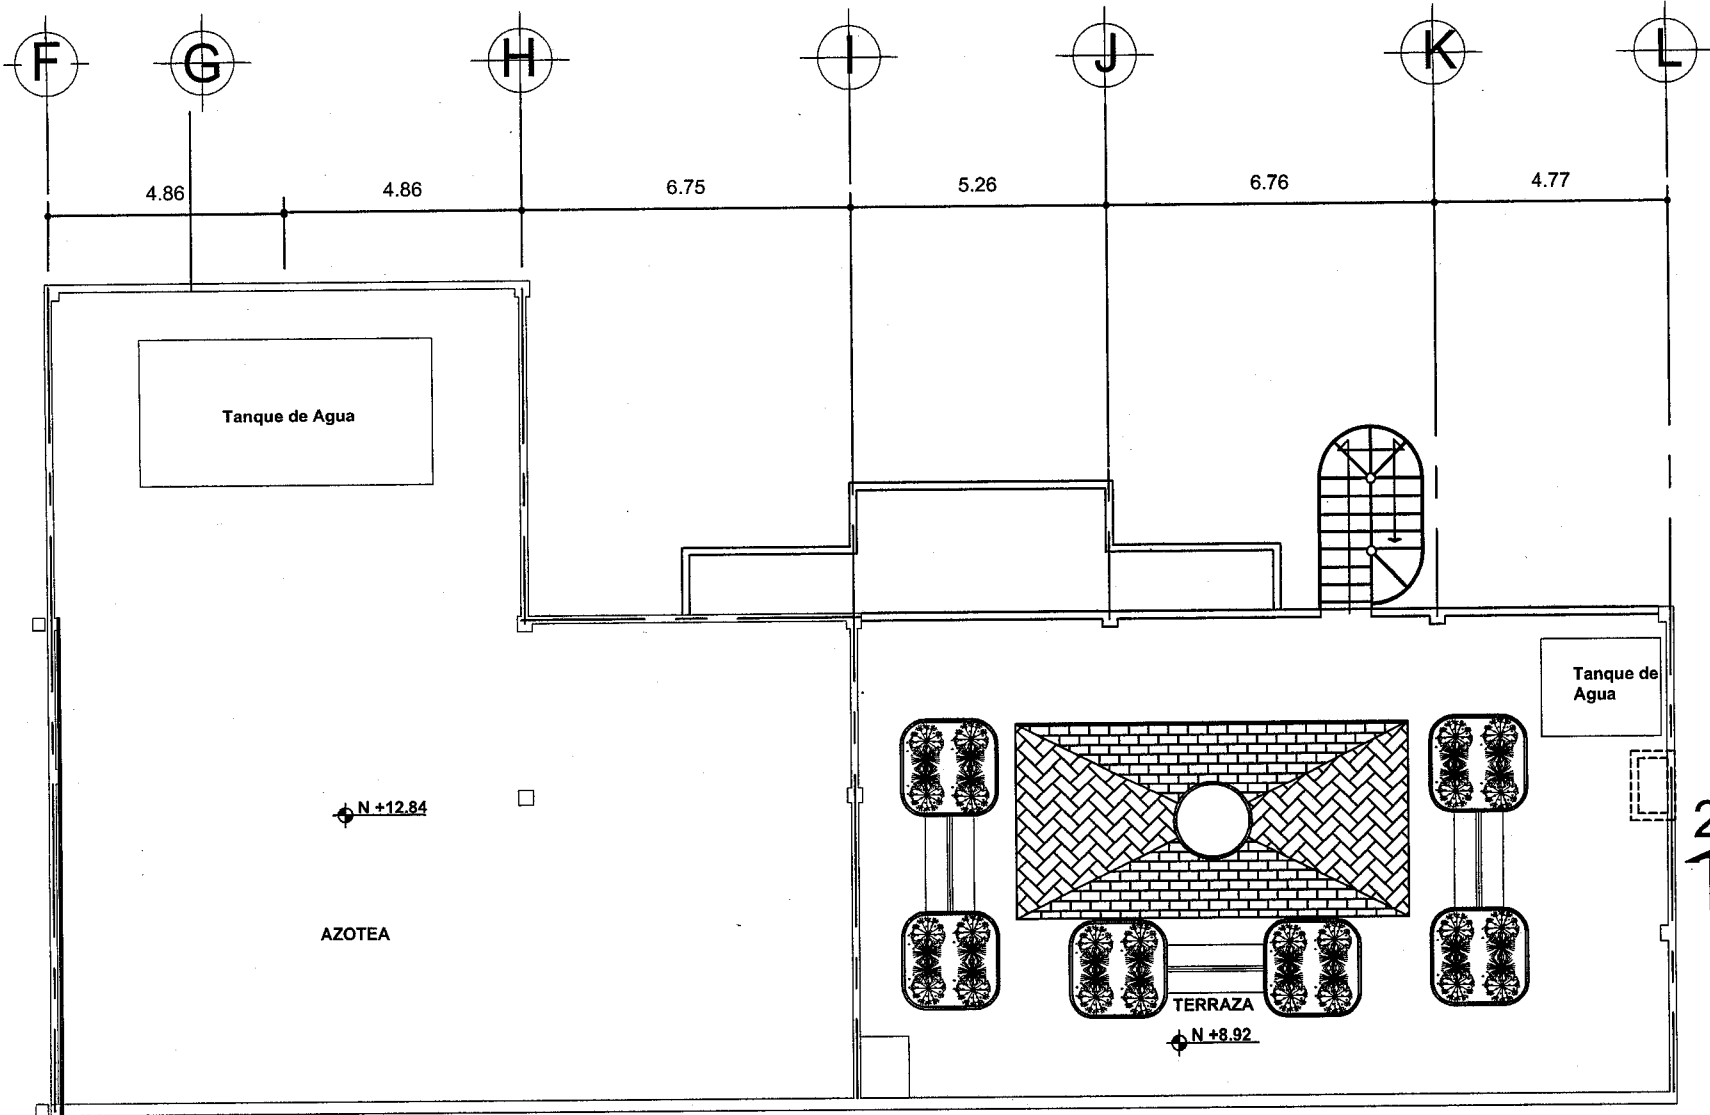 F G H I J K L
4.86 4.86 6.75 5.26 6.76 4.77
Tanque de Agua
Tanque de
Agua
N +12.84
AZOTEA
TERRAZA
N +8.92
2